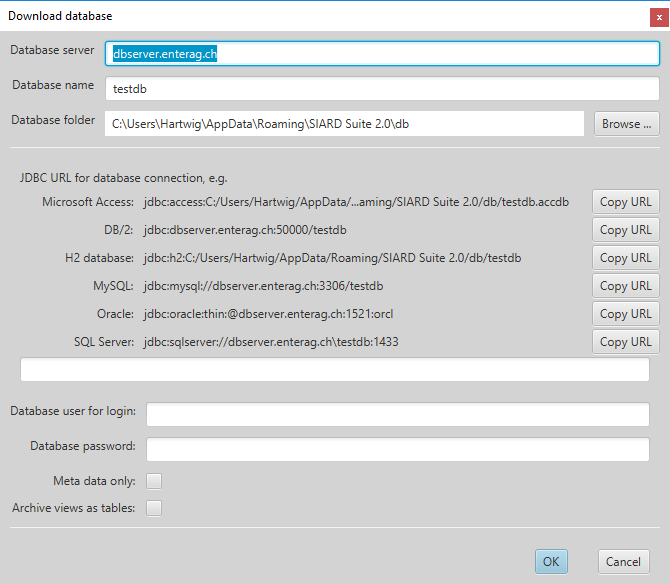 Download database
x
Database server dbserver.enterag.ch
Database name testdb
Database folder C:\Users\Hartwig\AppData\Roaming\SIARD Suite 2.0\db Browse ...
JDBC URL for database connection, e.g.
Microsoft Access: jdbc:access:C:/Users/Hartwig/AppData/...aming/SIARD Suite 2.0/db/testdb.accdb Copy URL
DB/2: jdbc:dbserver.enterag.ch:50000/testdb Copy URL
H2 database: jdbc:h2:C:/Users/Hartwig/AppData/Roaming/SIARD Suite 2.0/db/testdb Copy URL
MySQL: jdbc:mysql://dbserver.enterag.ch:3306/testdb Copy URL
Oracle: jdbc:oracle:thin:@dbserver.enterag.ch:1521:orcl Copy URL
SQL Server: jdbc:sqlserver://dbserver.enterag.ch\testdb:1433 Copy URL
Database user for login:
Database password:
Meta data only:
Archive views as tables:
OK Cancel